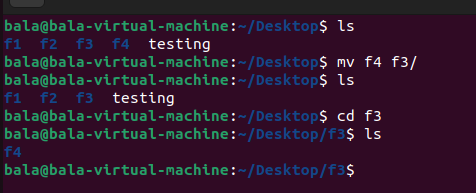 bala@bala-virtual-machine:~/Desktop$ ls
f1  f2  f3  f4  testing
bala@bala-virtual-machine:~/Desktop$ mv f4 f3/
bala@bala-virtual-machine:~/Desktop$ ls
f1  f2  f3  testing
bala@bala-virtual-machine:~/Desktop$ cd f3
bala@bala-virtual-machine:~/Desktop/f3$ ls
f4
bala@bala-virtual-machine:~/Desktop/f3$